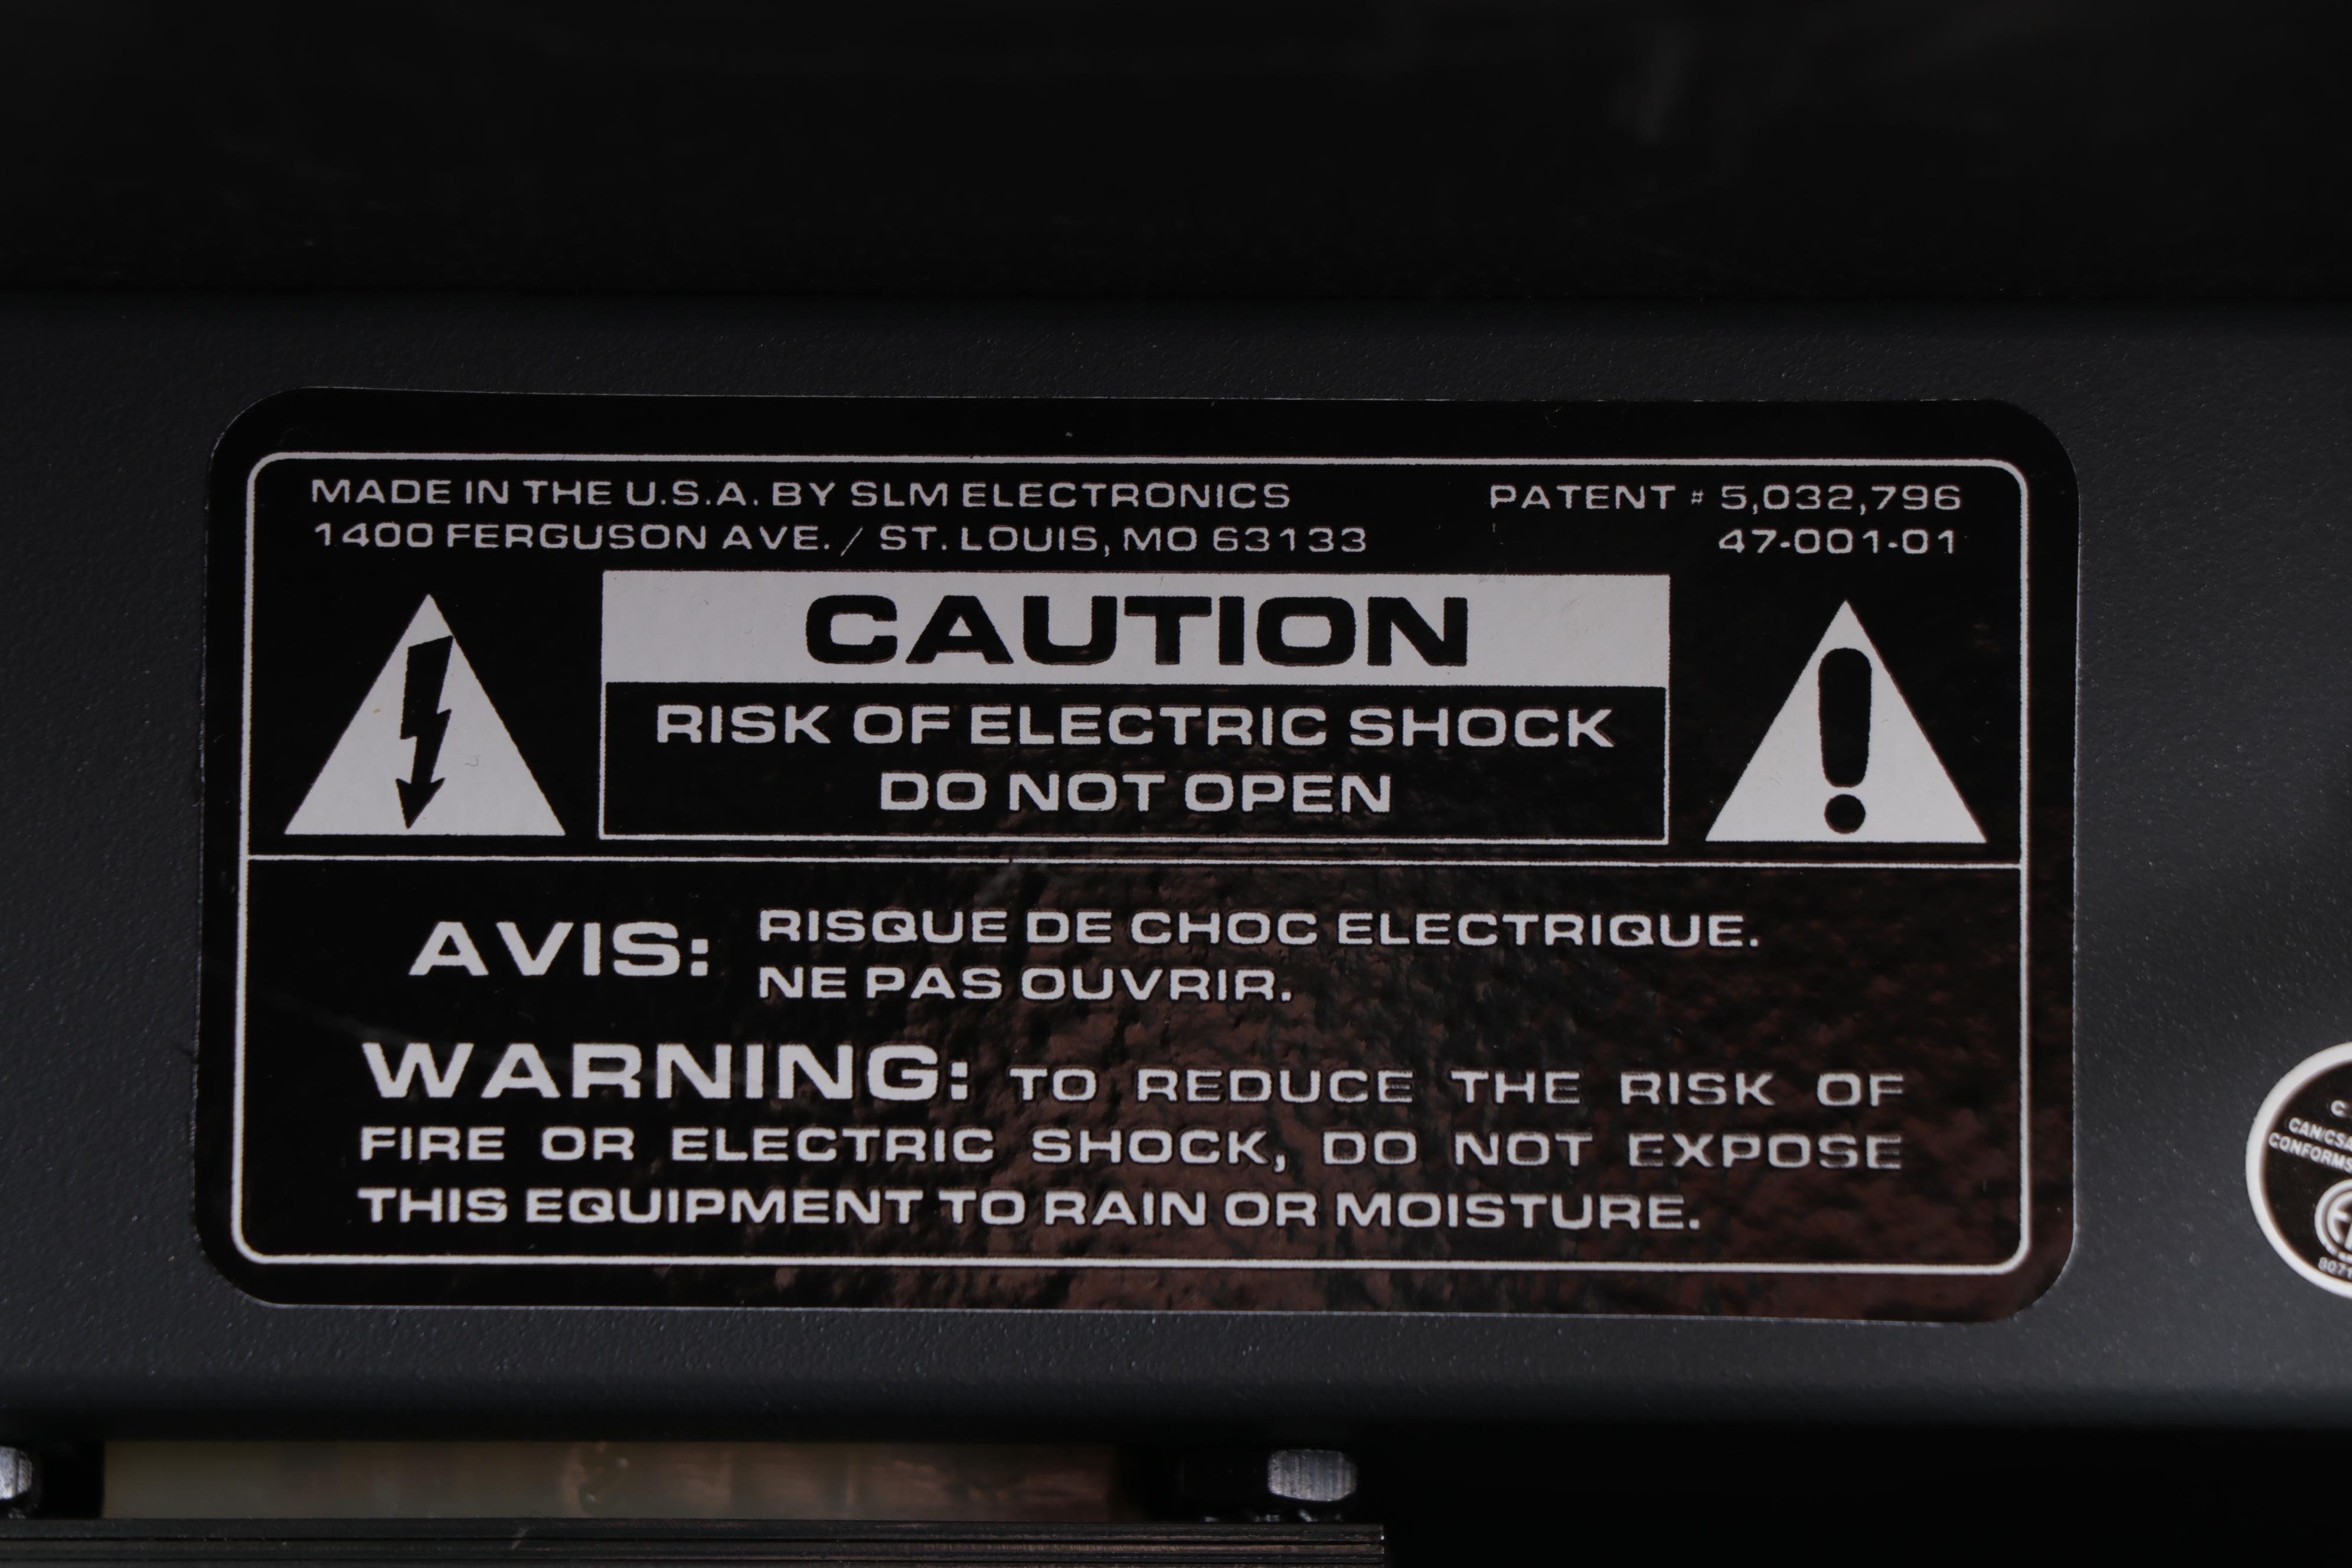 MADE IN THE U.S.A. BY SLM ELECTRONICS
1400 FERGUSON AVE. / ST. LOUIS, MO 63133
PATENT # 5,032,796
47-001-01
CAUTION
RISK OF ELECTRIC SHOCK
DO NOT OPEN
AVIS: RISQUE DE CHOC ELECTRIQUE.
NE PAS OUVRIR.
WARNING: TO REDUCE THE RISK OF
FIRE OR ELECTRIC SHOCK, DO NOT EXPOSE
THIS EQUIPMENT TO RAIN OR MOISTURE.
CONFORMS